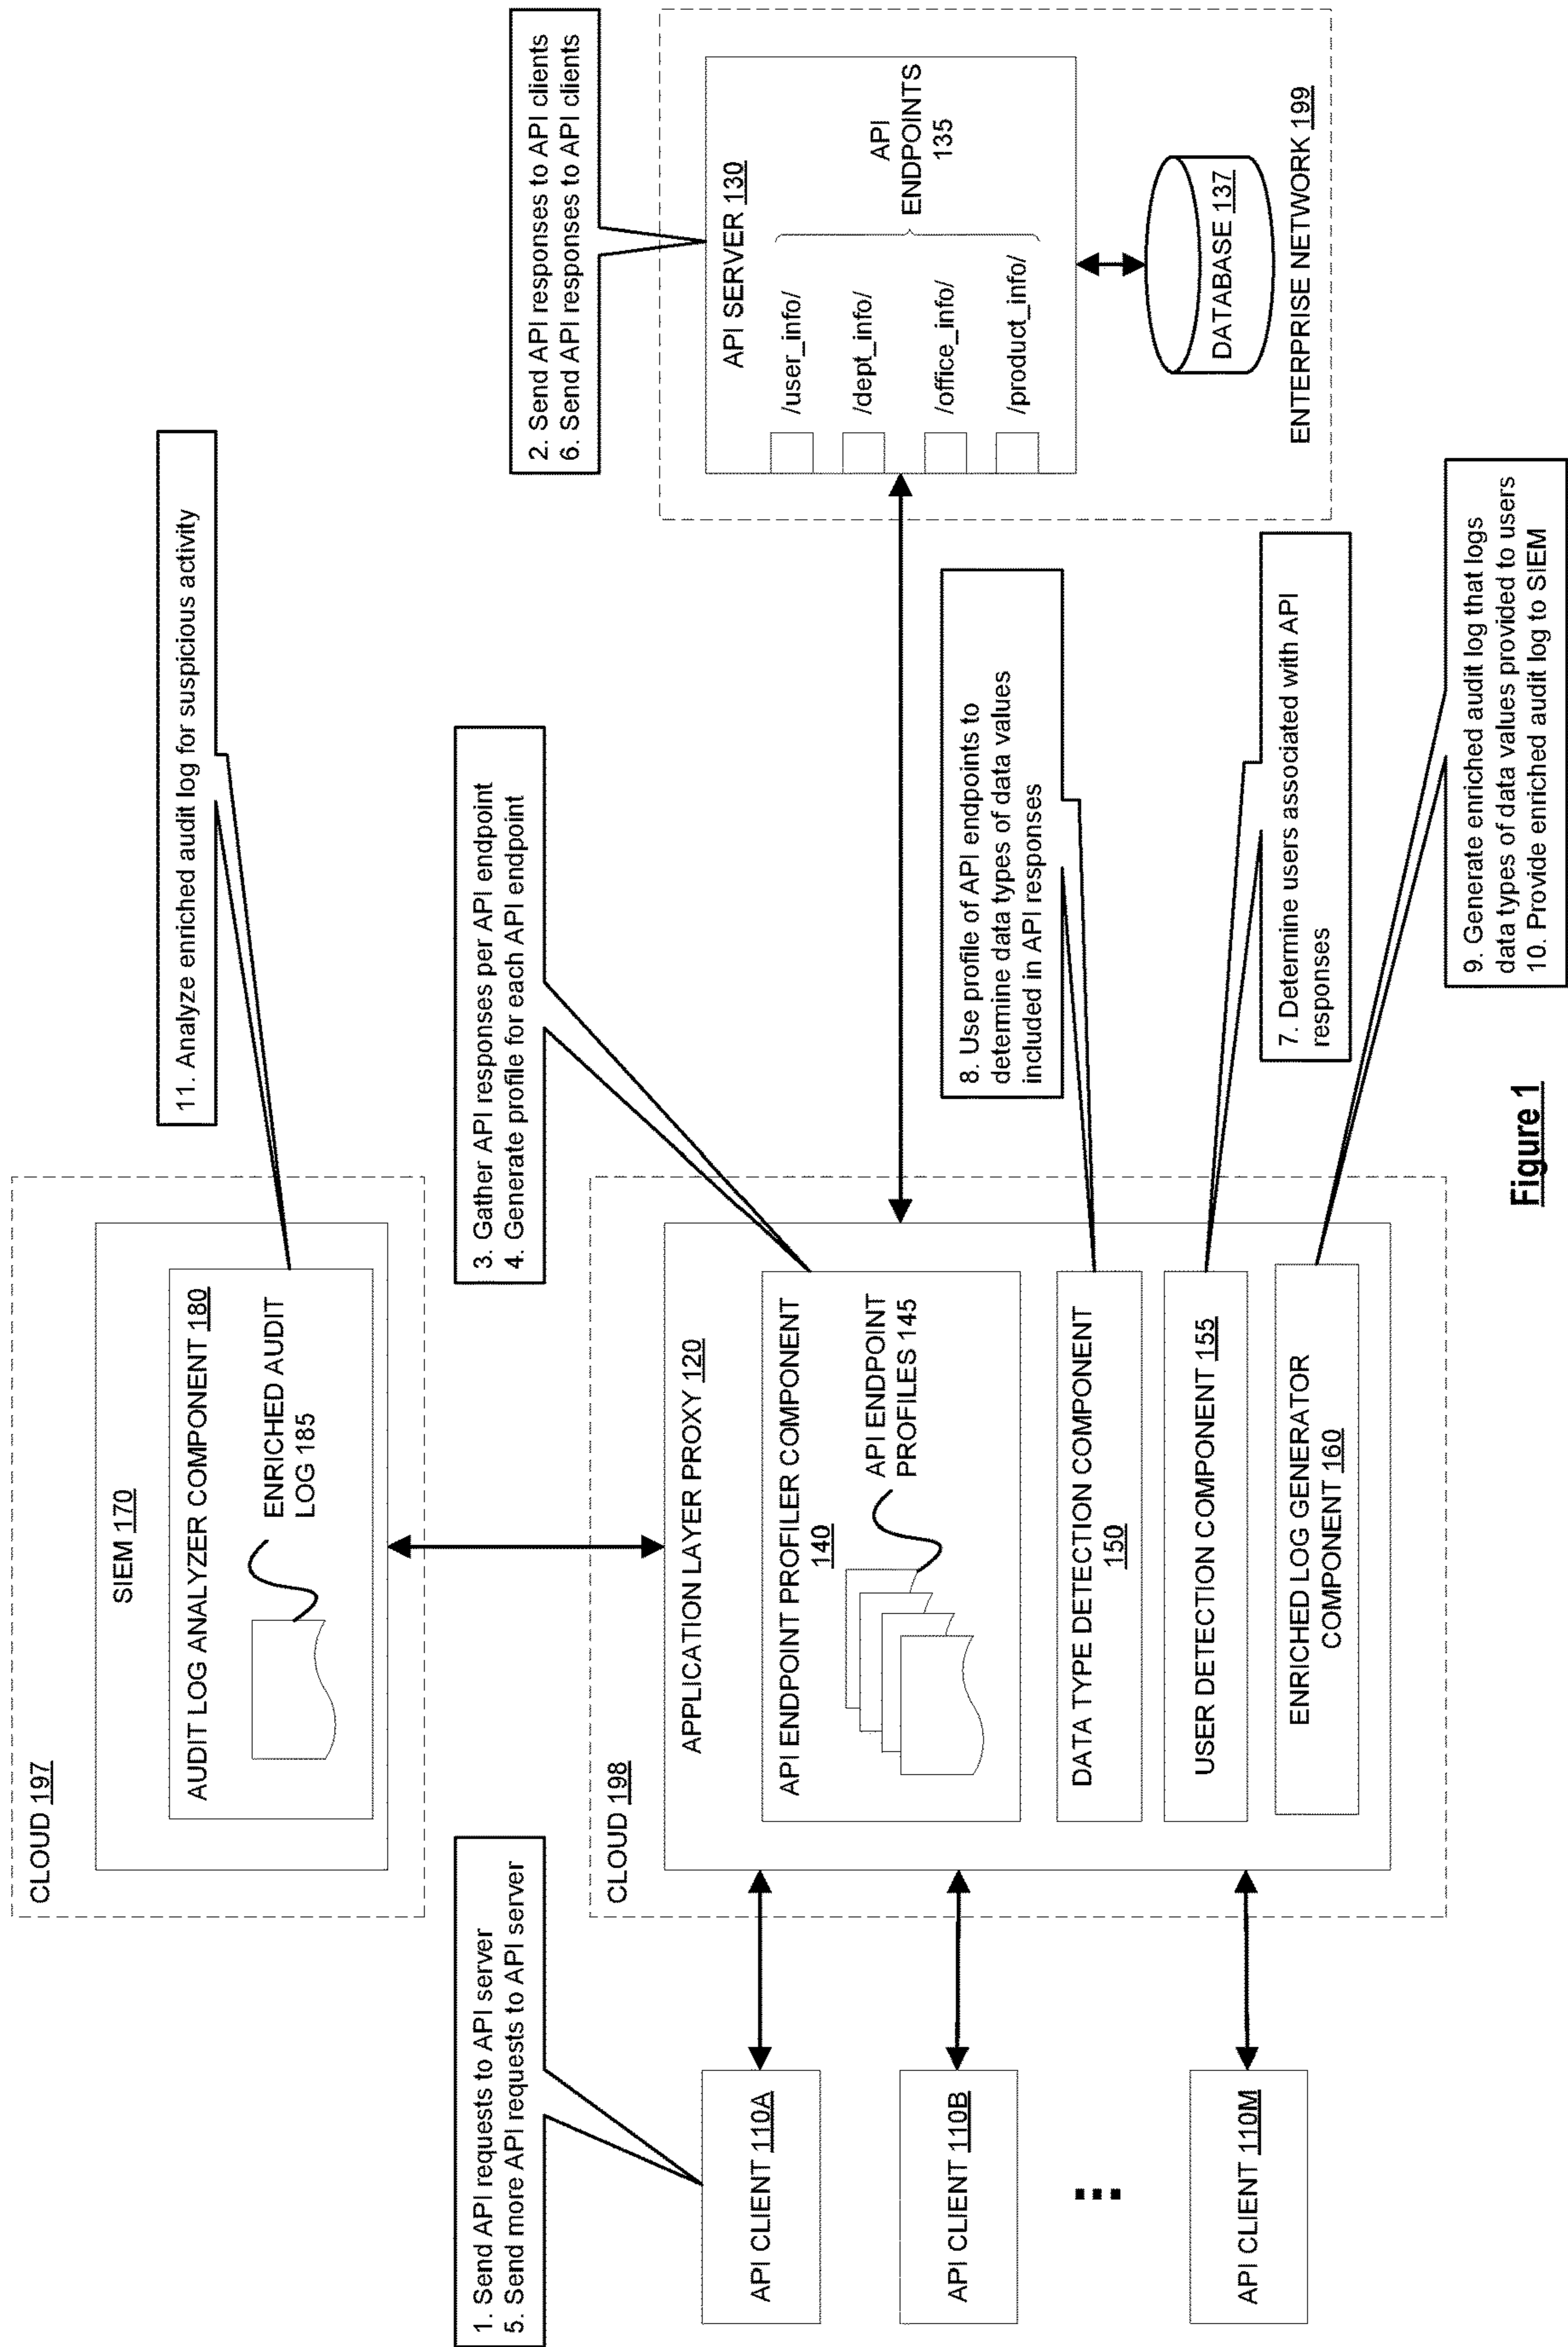 CLOUD 197
SIEM 170
AUDIT LOG ANALYZER COMPONENT 180
ENRICHED AUDIT
LOG 185
11. Analyze enriched audit log for suspicious activity
1. Send API requests to API server
5. Send more API requests to API server
3. Gather API responses per API endpoint
4. Generate profile for each API endpoint
2. Send API responses to API clients
6. Send API responses to API clients
CLOUD 198
APPLICATION LAYER PROXY 120
API ENDPOINT PROFILER COMPONENT
140
API ENDPOINT
PROFILES 145
DATA TYPE DETECTION COMPONENT
150
USER DETECTION COMPONENT 155
ENRICHED LOG GENERATOR
COMPONENT 160
API CLIENT 110A
API CLIENT 110B
API CLIENT 110M
API SERVER 130
/user_info/
/dept_info/
/office_info/
/product_info/
API
ENDPOINTS
135
DATABASE 137
ENTERPRISE NETWORK 199
8. Use profile of API endpoints to
determine data types of data values
included in API responses
7. Determine users associated with API
responses
9. Generate enriched audit log that logs
data types of data values provided to users
10. Provide enriched audit log to SIEM
Figure 1